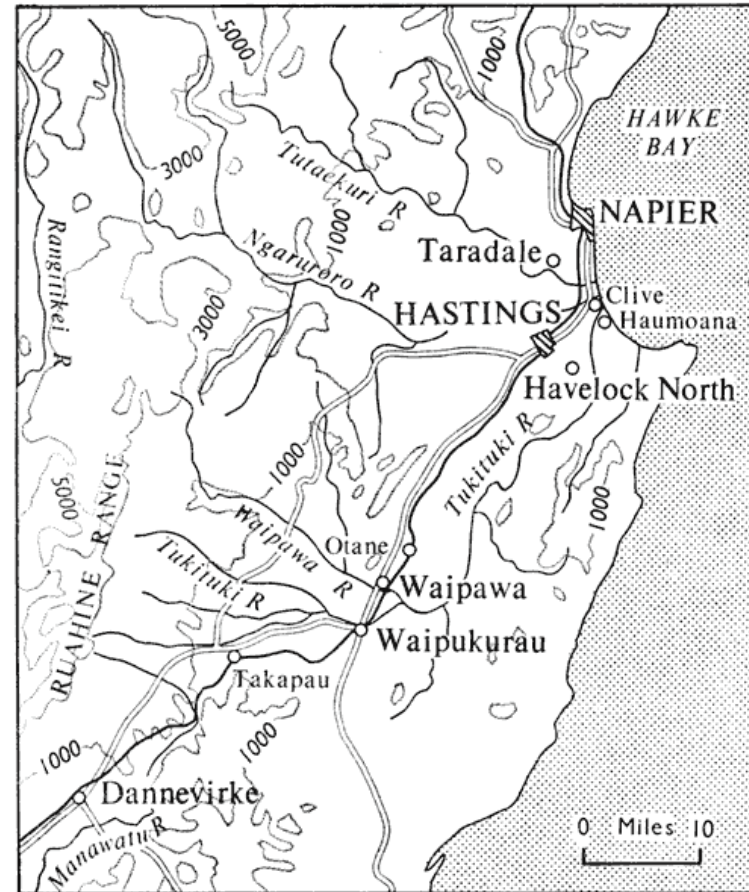 5000
1000
HAWKE
BAY
3000
Tutaekuri R
1000
NAPIER
Rangitikei R
Ngaruroro R
Taradale
3000
HASTINGS
Clive
Haumoana
Havelock North
Tukituki R
1000
5000
1000
RUAHINE RANGE
Waipawa R
Otane
Tukituki R
Waipawa
Waipukurau
Takapau
1000
1000
Dannevirke
Manawatu R
0 Miles 10